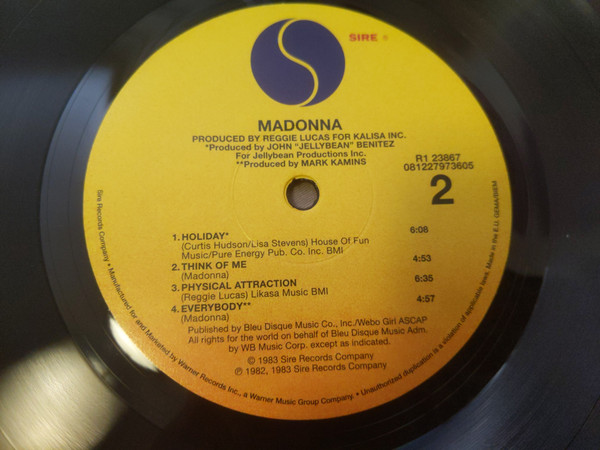 SIRE ®
MADONNA
PRODUCED BY REGGIE LUCAS FOR KALISA INC.
*Produced by JOHN "JELLYBEAN" BENITEZ
For Jellybean Productions Inc.
**Produced by MARK KAMINS
R1 23867
081227973605
2
1. HOLIDAY* 6:08
(Curtis Hudson/Lisa Stevens) House Of Fun
Music/Pure Energy Pub. Co. Inc. BMI
2. THINK OF ME 4:53
(Madonna)
3. PHYSICAL ATTRACTION 6:35
(Reggie Lucas) Likasa Music BMI
4. EVERYBODY** 4:57
(Madonna)
Published by Bleu Disque Music Co., Inc./Webo Girl ASCAP
All rights for the world on behalf of Bleu Disque Music Adm.
by WB Music Corp. except as indicated.
© 1983 Sire Records Company
℗ 1982, 1983 Sire Records Company
Sire Records Company • Manufactured for and Marketed by Warner Records Inc., a Warner Music Group Company. • Unauthorized duplication is a violation of applicable laws. Made in the E.U. GEMA/BIEM